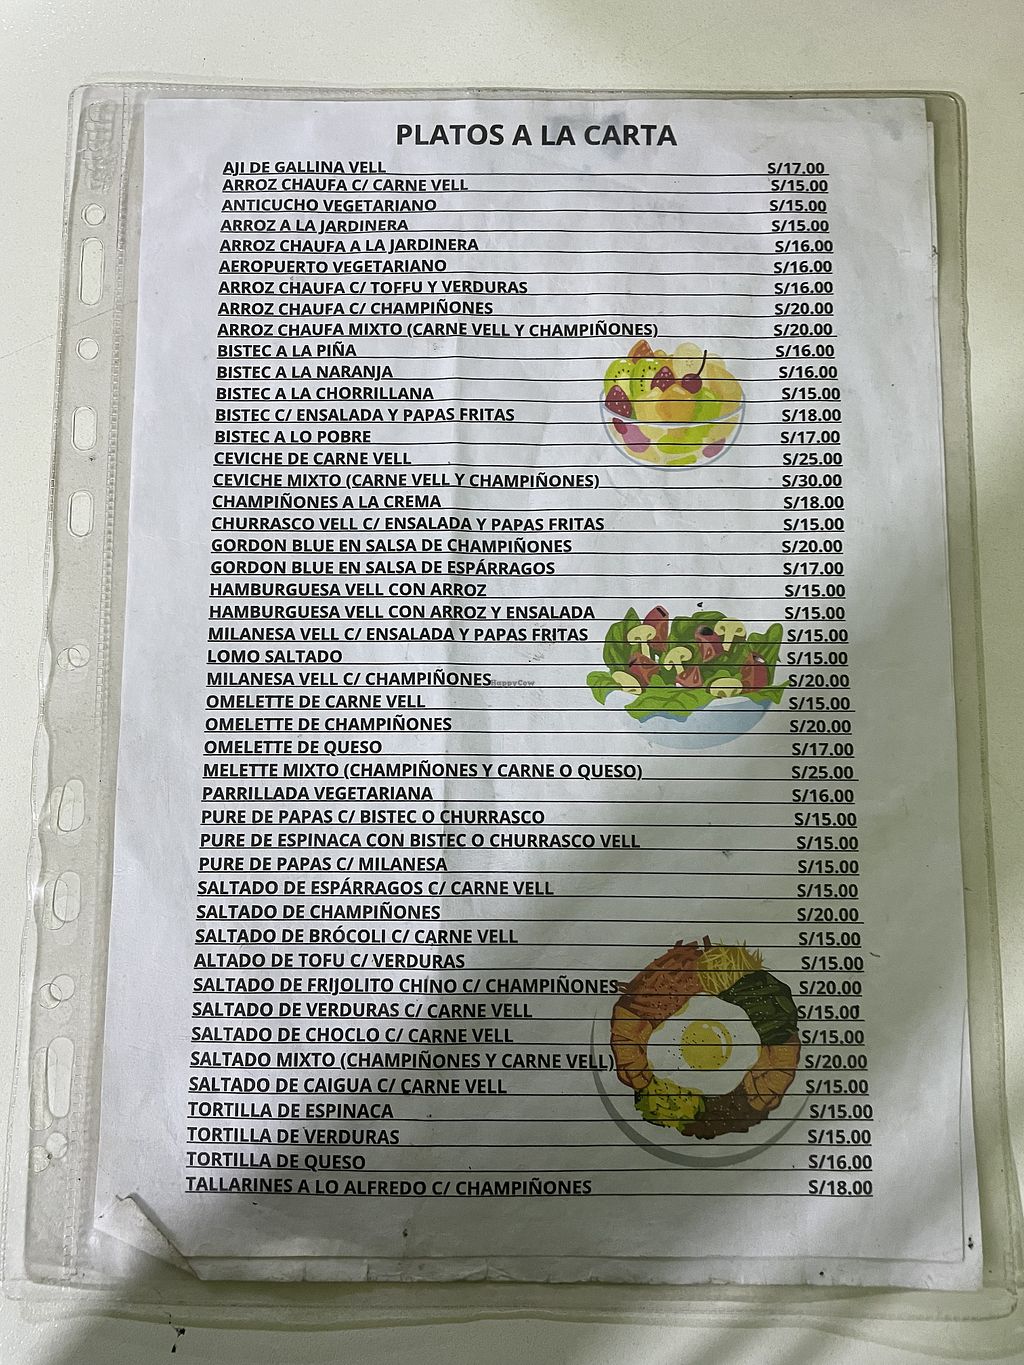 PLATOS A LA CARTA
AJI DE GALLINA VELL S/17.00
ARROZ CHAUFA C/ CARNE VELL S/15.00
ANTICUCHO VEGETARIANO S/15.00
ARROZ A LA JARDINERA S/15.00
ARROZ CHAUFA A LA JARDINERA S/16.00
AEROPUERTO VEGETARIANO S/16.00
ARROZ CHAUFA C/ TOFFU Y VERDURAS S/16.00
ARROZ CHAUFA C/ CHAMPIÑONES S/20.00
ARROZ CHAUFA MIXTO (CARNE VELL Y CHAMPIÑONES) S/20.00
BISTEC A LA PIÑA S/16.00
BISTEC A LA NARANJA S/16.00
BISTEC A LA CHORRILLANA S/15.00
BISTEC C/ ENSALADA Y PAPAS FRITAS S/18.00
BISTEC A LO POBRE S/17.00
CEVICHE DE CARNE VELL S/25.00
CEVICHE MIXTO (CARNE VELL Y CHAMPIÑONES) S/30.00
CHAMPIÑONES A LA CREMA S/18.00
CHURRASCO VELL C/ ENSALADA Y PAPAS FRITAS S/15.00
GORDON BLUE EN SALSA DE CHAMPIÑONES S/20.00
GORDON BLUE EN SALSA DE ESPÁRRAGOS S/17.00
HAMBURGUESA VELL CON ARROZ S/15.00
HAMBURGUESA VELL CON ARROZ Y ENSALADA S/15.00
MILANESA VELL C/ ENSALADA Y PAPAS FRITAS S/15.00
LOMO SALTADO S/15.00
MILANESA VELL C/ CHAMPIÑONES S/20.00
HappyCow
OMELETTE DE CARNE VELL S/15.00
OMELETTE DE CHAMPIÑONES S/20.00
OMELETTE DE QUESO S/17.00
MELETTE MIXTO (CHAMPIÑONES Y CARNE O QUESO) S/25.00
PARRILLADA VEGETARIANA S/16.00
PURE DE PAPAS C/ BISTEC O CHURRASCO S/15.00
PURE DE ESPINACA CON BISTEC O CHURRASCO VELL S/15.00
PURE DE PAPAS C/ MILANESA S/15.00
SALTADO DE ESPÁRRAGOS C/ CARNE VELL S/15.00
SALTADO DE CHAMPIÑONES S/20.00
SALTADO DE BRÓCOLI C/ CARNE VELL S/15.00
ALTADO DE TOFU C/ VERDURAS S/15.00
SALTADO DE FRIJOLITO CHINO C/ CHAMPIÑONES S/20.00
SALTADO DE VERDURAS C/ CARNE VELL S/15.00
SALTADO DE CHOCLO C/ CARNE VELL S/15.00
SALTADO MIXTO (CHAMPIÑONES Y CARNE VELL) S/20.00
SALTADO DE CAIGUA C/ CARNE VELL S/15.00
TORTILLA DE ESPINACA S/15.00
TORTILLA DE VERDURAS S/15.00
TORTILLA DE QUESO S/16.00
TALLARINES A LO ALFREDO C/ CHAMPIÑONES S/18.00